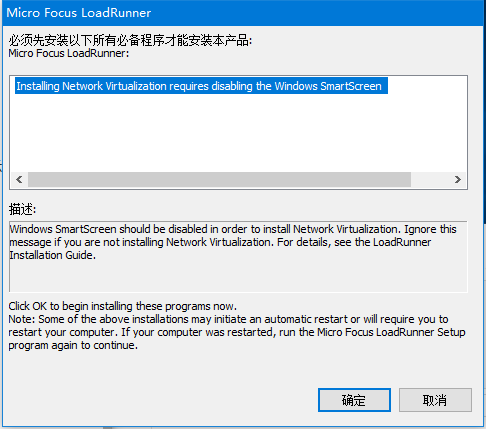 Micro Focus LoadRunner
必须先安装以下所有必备程序才能安装本产品:
Micro Focus LoadRunner:
Installing Network Virtualization requires disabling the Windows SmartScreen
描述:
Windows SmartScreen should be disabled in order to install Network Virtualization. Ignore this
message if you are not installing Network Virtualization. For details, see the LoadRunner
Installation Guide.
Click OK to begin installing these programs now.
Note: Some of the above installations may initiate an automatic restart or will require you to
restart your computer. If your computer was restarted, run the Micro Focus LoadRunner Setup
program again to continue.
确定
取消